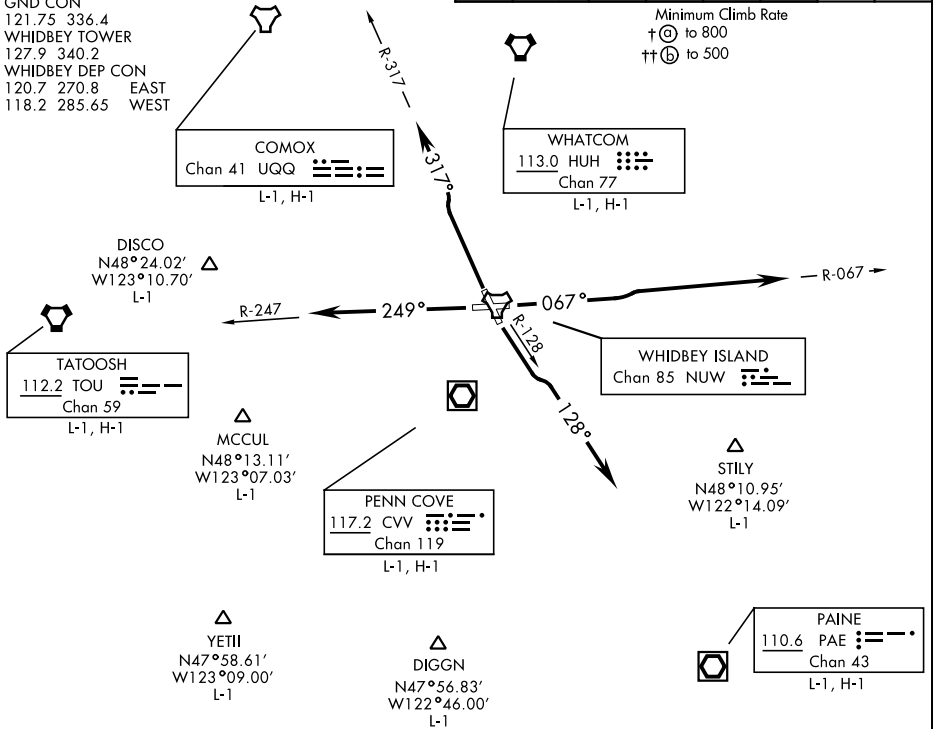 GND CON
121.75 336.4
WHIDBEY TOWER
127.9 340.2
WHIDBEY DEP CON
120.7 270.8 EAST
118.2 285.65 WEST
Minimum Climb Rate
† ⓐ to 800
†† ⓑ to 500
R-317
317°
COMOX
Chan 41 UQQ
L-1, H-1
WHATCOM
113.0 HUH
Chan 77
L-1, H-1
DISCO
N48°24.02′
W123°10.70′
L-1
R-247
249°
067°
R-067
R-128
128°
TATOOSH
112.2 TOU
Chan 59
L-1, H-1
WHIDBEY ISLAND
Chan 85 NUW
MCCUL
N48°13.11′
W123°07.03′
L-1
STILY
N48°10.95′
W122°14.09′
L-1
PENN COVE
117.2 CVV
Chan 119
L-1, H-1
YETII
N47°58.61′
W123°09.00′
L-1
DIGGN
N47°56.83′
W122°46.00′
L-1
PAINE
110.6 PAE
Chan 43
L-1, H-1